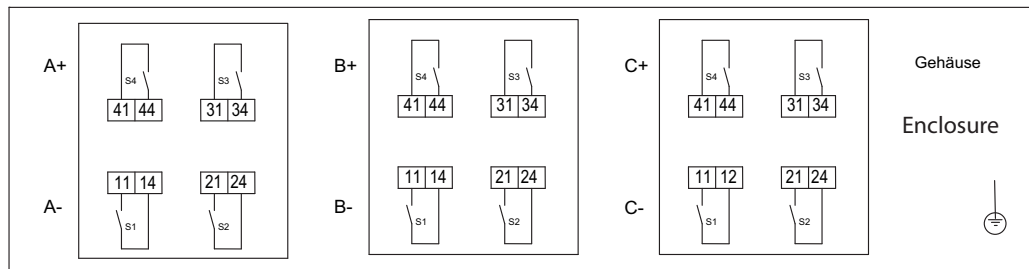 A+
S4
S3
41 44
31 34
11 14
21 24
A-
S1
S2
B+
S4
S3
41 44
31 34
11 14
21 24
B-
S1
S2
C+
S4
S3
41 44
31 34
11 12
21 24
C-
S1
S2
Gehäuse
Enclosure